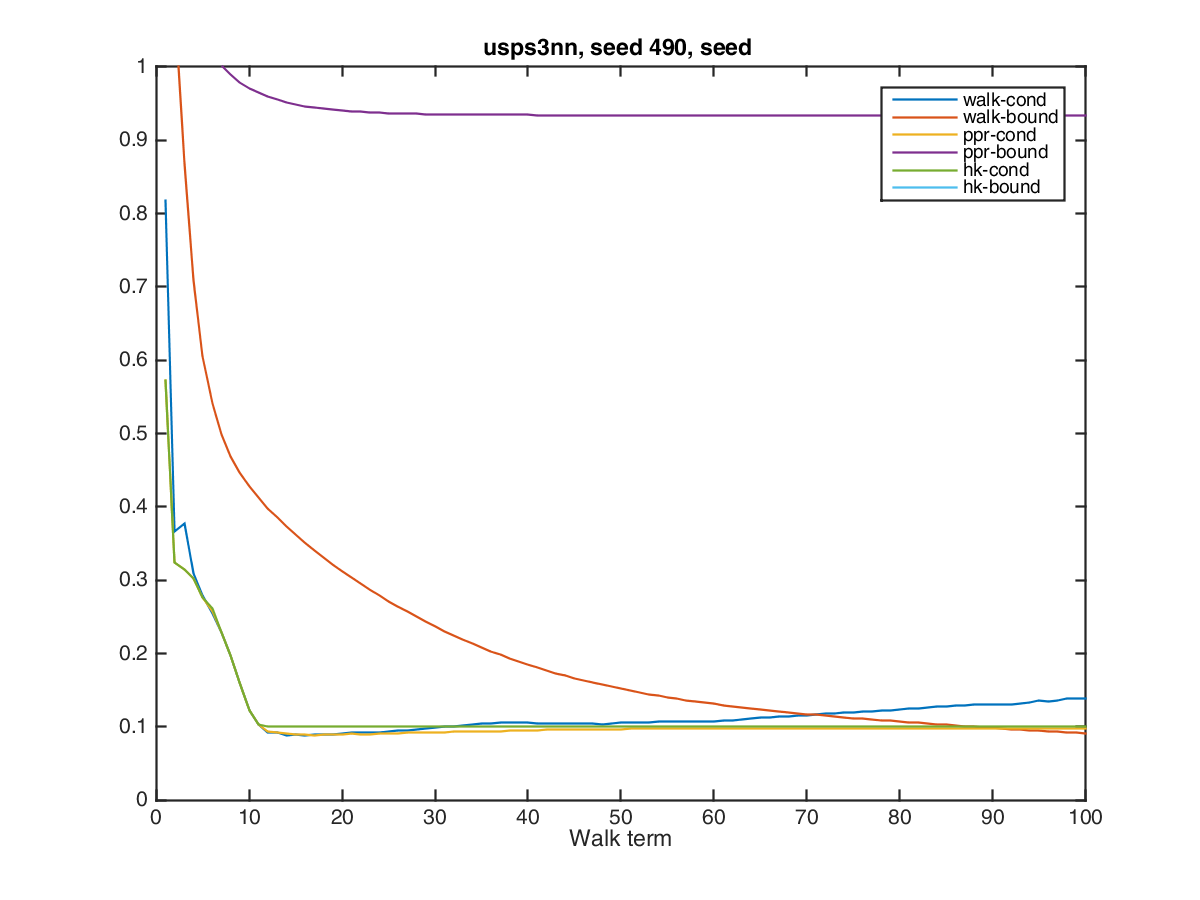 usps3nn, seed 490, seed
1
0.9
0.8
0.7
0.6
0.5
0.4
0.3
0.2
0.1
0
walk-cond
walk-bound
ppr-cond
ppr-bound
hk-cond
hk-bound
0 10 20 30 40 50 60 70 80 90 100
Walk term